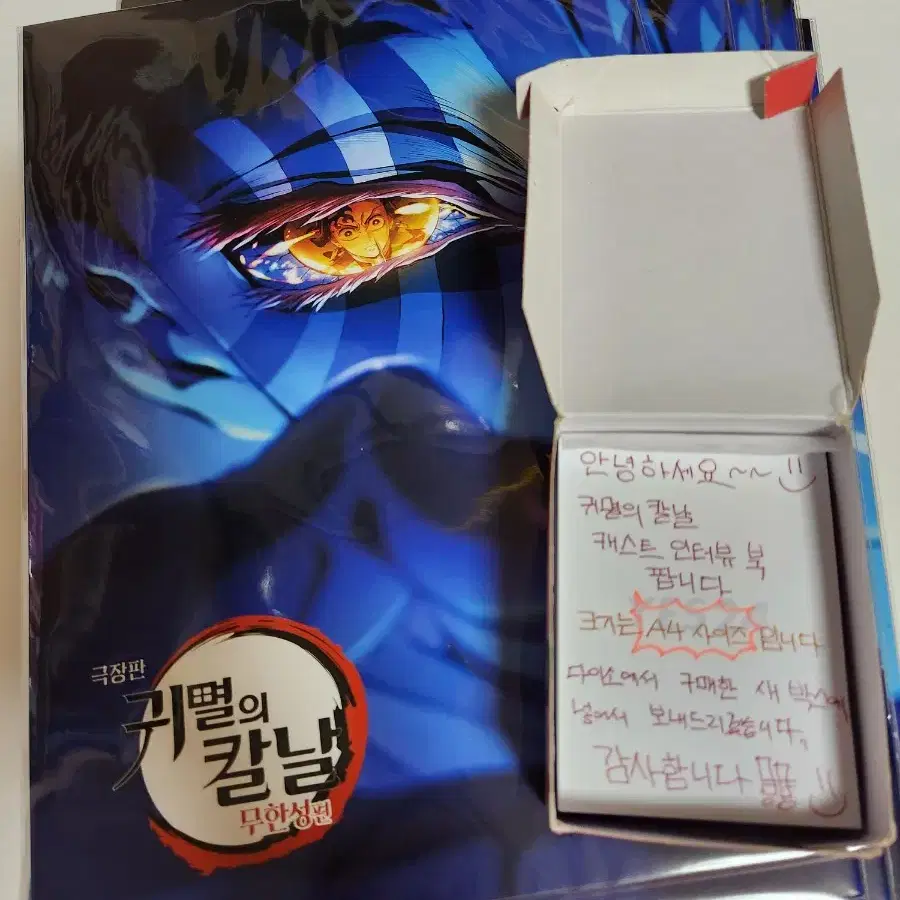 극장판
귀멸의
칼날
무한성편
안녕하세요~~
귀멸의 칼날
캐스트 인터뷰 북
팝니다
크기는 A4 사이즈 입니다
다이소에서 구매한 새 박스에
넣어서 보내드리겠습니다,,
감사합니다